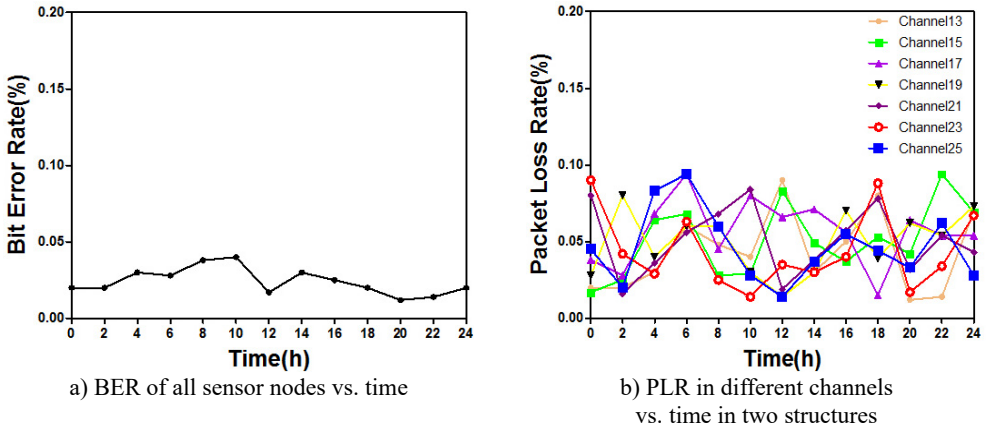 0.20
0.15
0.10
0.05
0.00
Bit Error Rate(%)
0 2 4 6 8 10 12 14 16 18 20 22 24
Time(h)
a) BER of all sensor nodes vs. time
0.20
0.15
0.10
0.05
0.00
Packet Loss Rate(%)
Channel13
Channel15
Channel17
Channel19
Channel21
Channel23
Channel25
0 2 4 6 8 10 12 14 16 18 20 22 24
Time(h)
b) PLR in different channels
vs. time in two structures